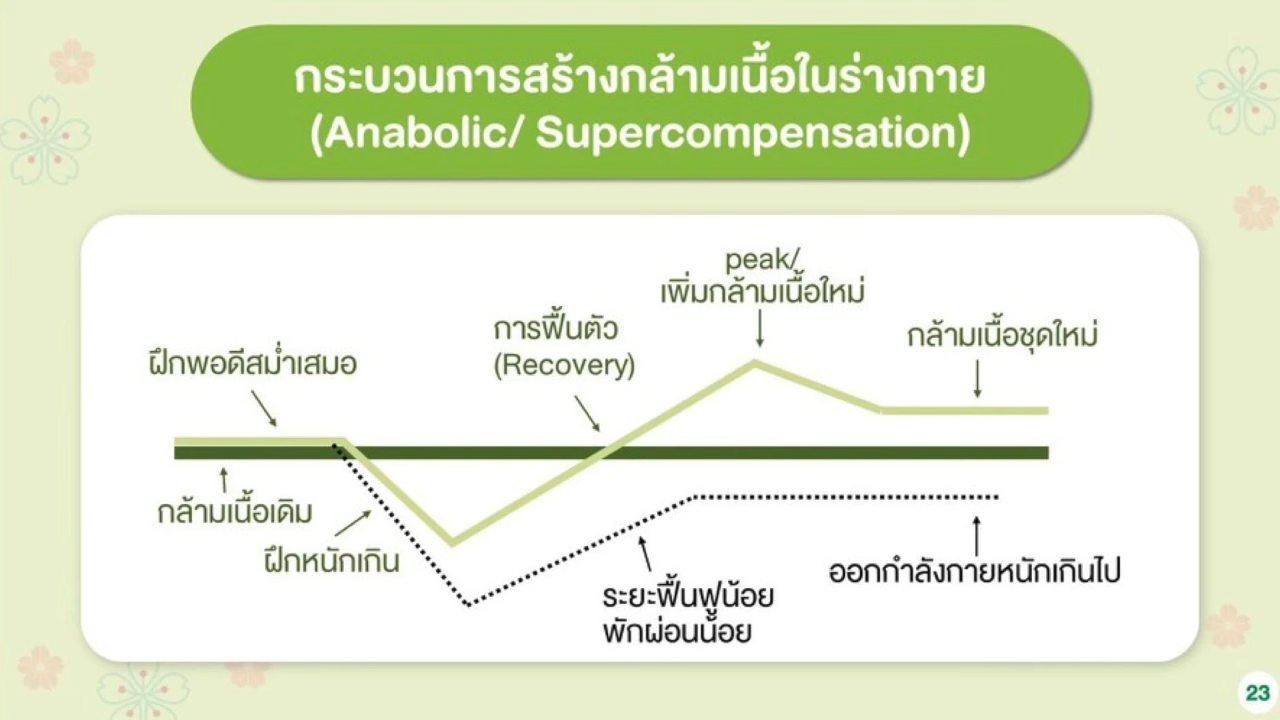 กระบวนการสร้างกล้ามเนื้อในร่างกาย
(Anabolic/ Supercompensation)
peak/
เพิ่มกล้ามเนื้อใหม่
การฟื้นตัว
(Recovery)
กล้ามเนื้อชุดใหม่
ฝึกพอดีสม่ำเสมอ
กล้ามเนื้อเดิม
ฝึกหนักเกิน
ระยะฟื้นฟูน้อย
พักผ่อนน้อย
ออกกำลังกายหนักเกินไป
23